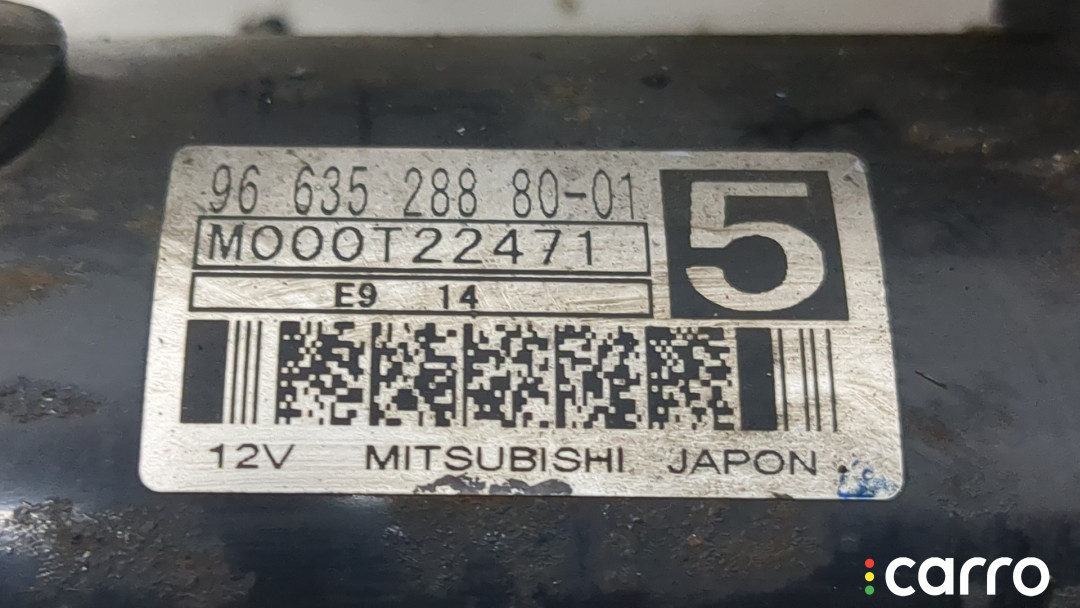 96 635 288 80-01
5
M000T22471
E9 14
12V MITSUBISHI JAPON
carro